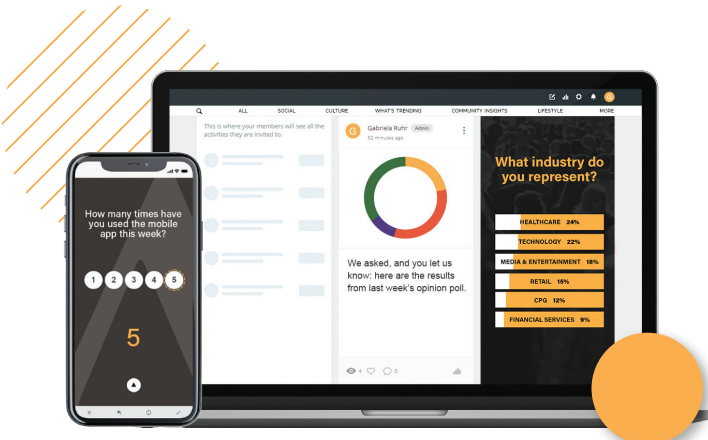 How many times have
you used the mobile
app this week?
1 2 3 4 5
5
ALL SOCIAL CULTURE WHAT'S TRENDING COMMUNITY INSIGHTS LIFESTYLE MORE
G
This is where your members will see all the
activities they are invited to.
G Gabriela Ruhr Admin
52 minutes ago
We asked, and you let us
know: here are the results
from last week's opinion poll.
4 0
What industry do
you represent?
HEALTHCARE 24%
TECHNOLOGY 22%
MEDIA & ENTERTAINMENT 18%
RETAIL 15%
CPG 12%
FINANCIAL SERVICES 9%